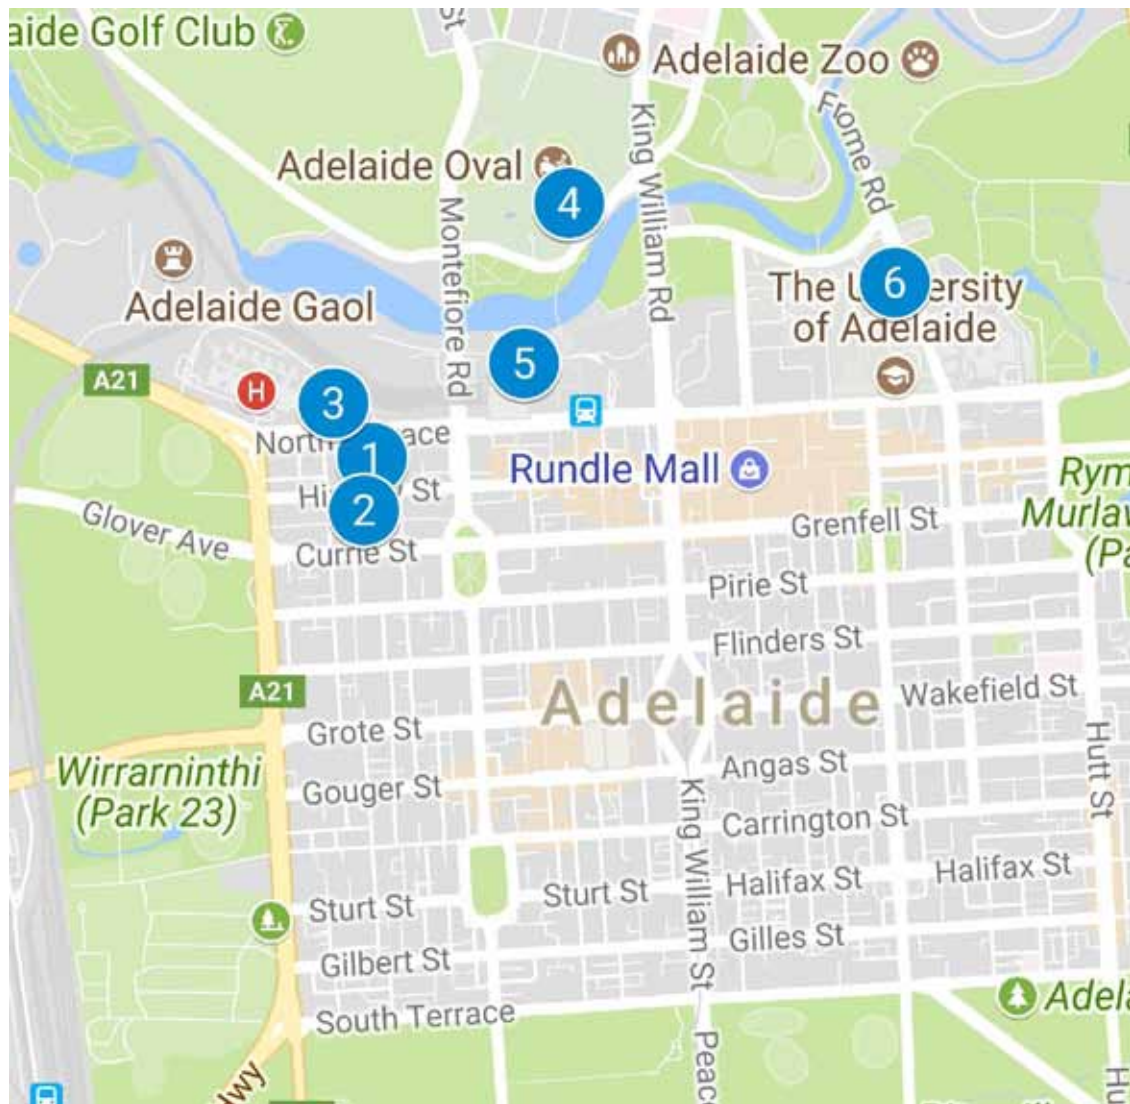 aide Golf Club
St
Adelaide Zoo
Frome Rd
King William Rd
Adelaide Oval
4
Montefiore Rd
Adelaide Gaol
6
The U ersity
of Adelaide
5
A21
H
3
North ace
1
Hi y St
2
Rundle Mall
Rym
Murlaw
(Pa
Glover Ave
Currie St
Grenfell St
Pirie St
Flinders St
A21
Adelaide
Wakefield St
Grote St
Hutt St
Wirrarninthi
(Park 23)
Gouger St
Angas St
King William St
Carrington St
Sturt St
Sturt St
Halifax St
Halifax St
Gilbert St
Gilles St
South Terrace
Adela
Peac
wy
Hu